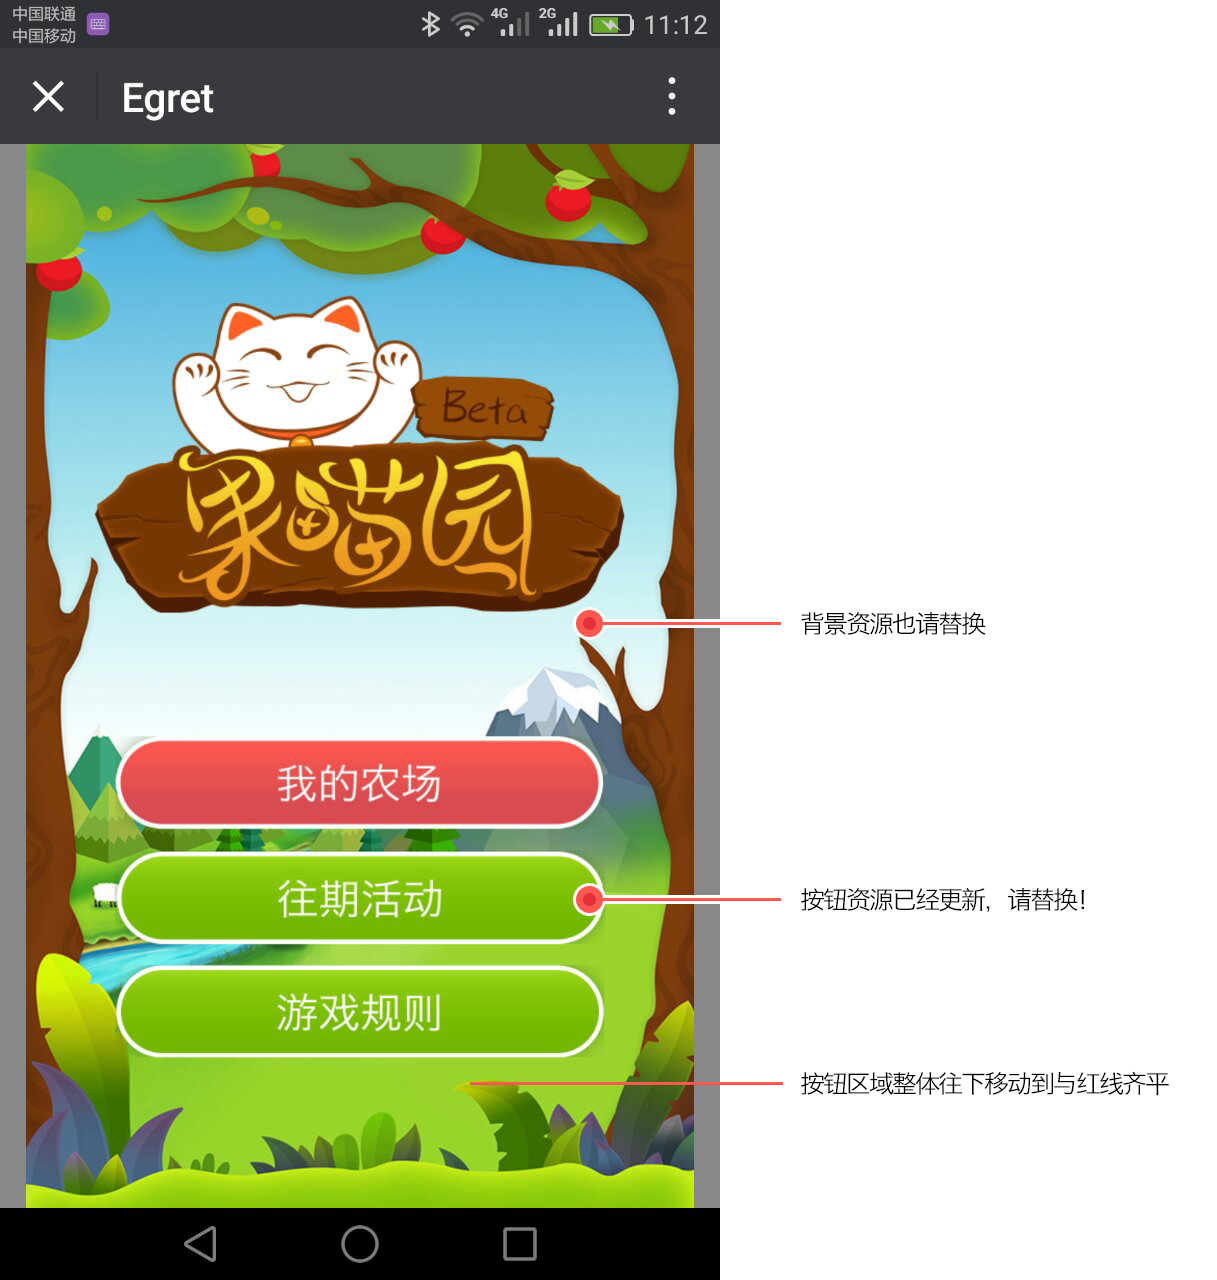 中国联通
中国移动
4G
2G
11:12
Egret
Beta
果喵园
背景资源也请替换
我的农场
往期活动
按钮资源已经更新，请替换！
游戏规则
按钮区域整体往下移动到与红线齐平